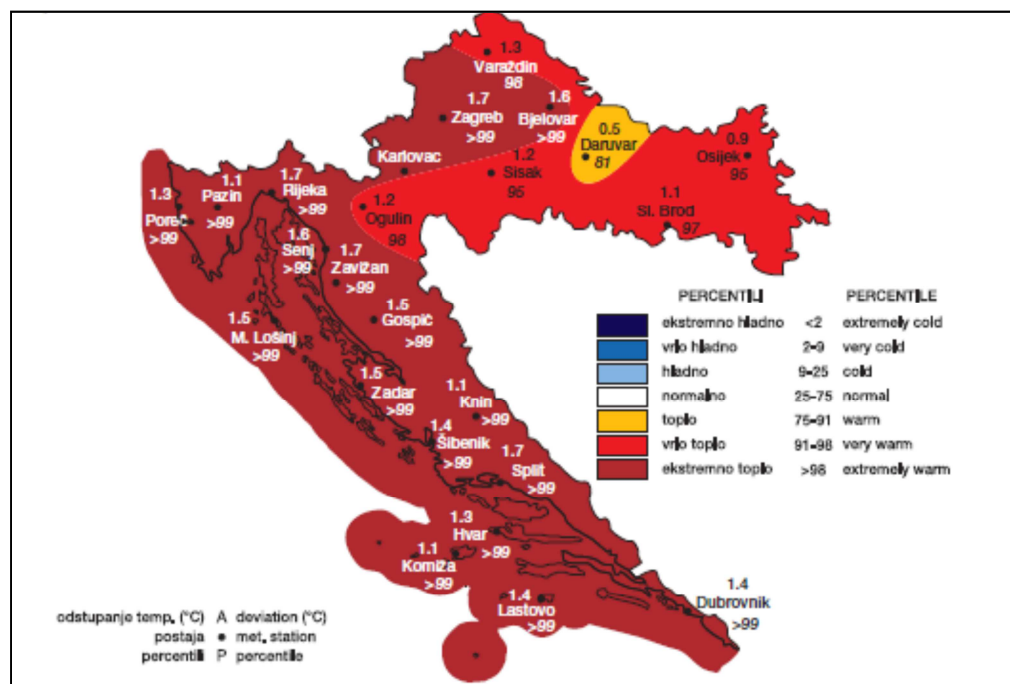 1.3
Varaždin
98
1.7
Zagreb
>99
1.6
Bjelovar
>99
0.5
Daruvar
81
0.9
Osijek
95
Karlovac
1.2
Sisak
95
1.1
Sl. Brod
97
1.2
Ogulin
98
1.3
Poreč
>99
1.1
Pazin
>99
1.7
Rijeka
>99
1.6
Senj
>99
1.7
Zavižan
>99
1.5
Gospić
>99
1.5
M. Lošinj
>99
1.5
Zadar
>99
1.1
Knin
>99
1.4
Šibenik
>99
1.7
Split
>99
1.3
Hvar
>99
1.1
Komiža
>99
1.4
Lastovo
>99
1.4
Dubrovnik
>99
PERCENTILI PERCENTILE
ekstremno hladno <2 extremely cold
vrlo hladno 2-9 very cold
hladno 9-25 cold
normalno 25-75 normal
toplo 75-91 warm
vrlo toplo 91-98 very warm
ekstremno toplo >98 extremely warm
odstupanje temp. (°C) A deviation (°C)
postaja ● met. station
percentili P percentile